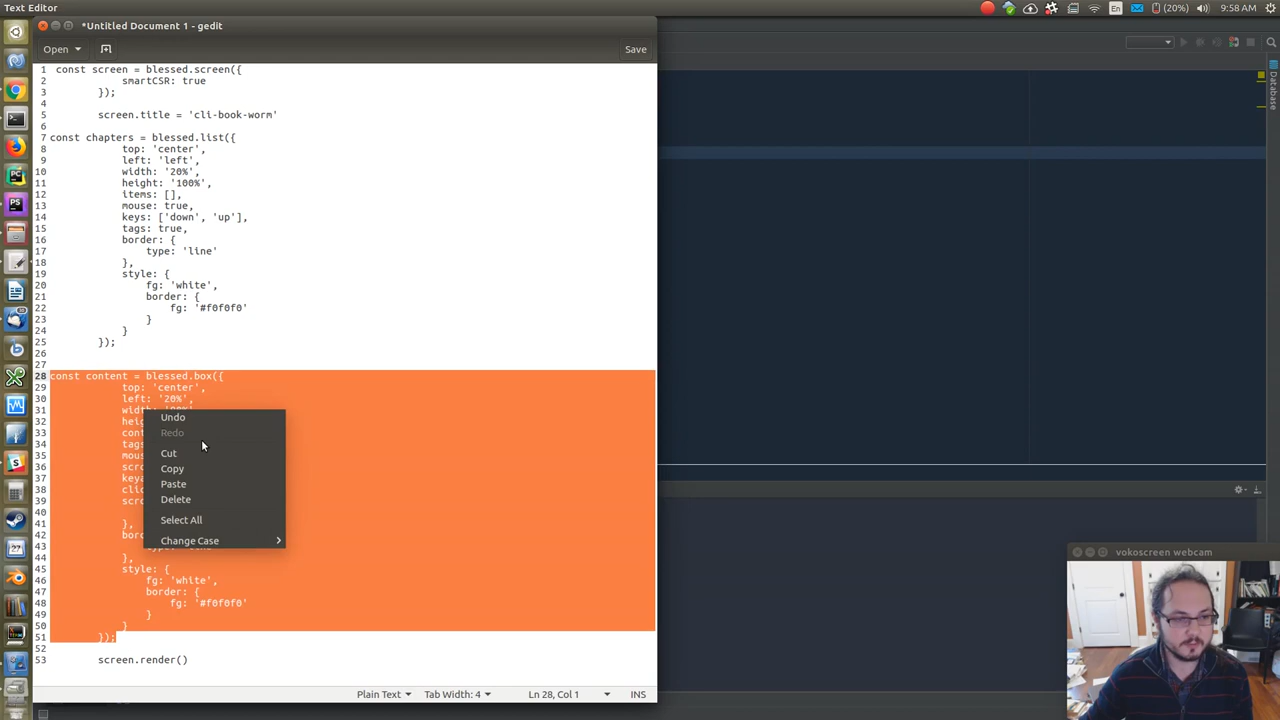 Text Editor
En
(20%)
9:58 AM
*Untitled Document 1 - gedit
Open
Save
1 const screen = blessed.screen({
2 smartCSR: true
3 });
4
5 screen.title = 'cli-book-worm'
6
7 const chapters = blessed.list({
8 top: 'center',
9 left: 'left',
10 width: '20%',
11 height: '100%',
12 items: [],
13 mouse: true,
14 keys: ['down', 'up'],
15 tags: true,
16 border: {
17 type: 'line'
18 },
19 style: {
20 fg: 'white',
21 border: {
22 fg: '#f0f0f0'
23 }
24 }
25 });
26
27
28 const content = blessed.box({
29 top: 'center',
30 left: '20%',
31
32
33
34
35
36
37
38
39
40
41 },
42
43
44 },
45 style: {
46 fg: 'white',
47 border: {
48 fg: '#f0f0f0'
49 }
50 }
51 });
52
53 screen.render()
Undo
Redo
Cut
Copy
Paste
Delete
Select All
Change Case
Database
vokoscreen webcam
Plain Text
Tab Width: 4
Ln 28, Col 1
INS